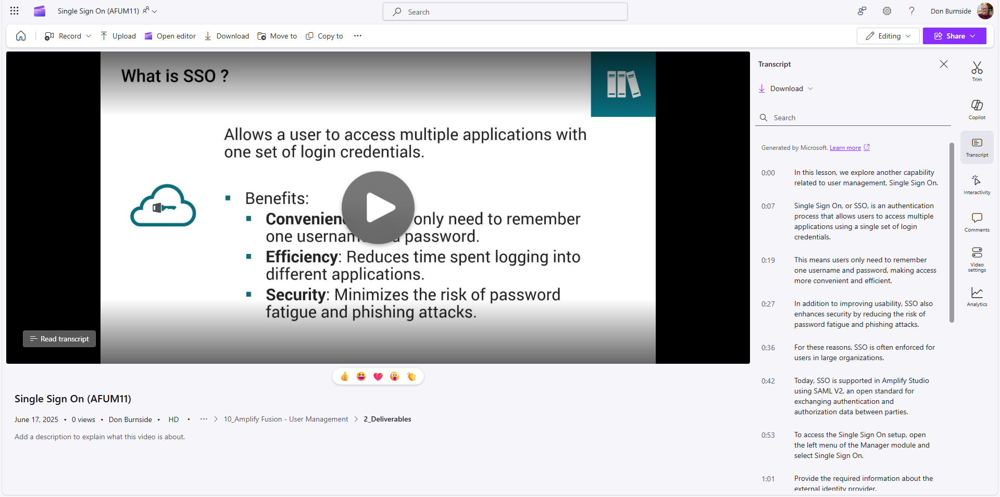 Single Sign On (AFUM11)
Search
Don Burnside
Record
Upload
Open editor
Download
Move to
Copy to
Editing
Share
What is SSO ?
Allows a user to access multiple applications with
one set of login credentials.
Benefits:
only need to remember
password.
Efficiency: Reduces time spent logging into
different applications.
Security: Minimizes the risk of password
fatigue and phishing attacks.
Read transcript
Single Sign On (AFUM11)
June 17, 2025 • 0 views • Don Burnside • HD • ··· > 10_Amplify Fusion - User Management > 2_Deliverables
Add a description to explain what this video is about.
Transcript
Download
Search
Generated by Microsoft. Learn more
0:00 In this lesson, we explore another capability
related to user management, Single Sign On.
0:07 Single Sign On, or SSO, is an authentication
process that allows users to access multiple
applications using a single set of login
credentials.
0:19 This means users only need to remember
one username and password, making access
more convenient and efficient.
0:27 In addition to improving usability, SSO also
enhances security by reducing the risk of
password fatigue and phishing attacks.
0:36 For these reasons, SSO is often enforced for
users in large organizations.
0:42 Today, SSO is supported in Amplify Studio
using SAML V2, an open standard for
exchanging authentication and
authorization data between parties.
0:53 To access the Single Sign On setup, open
the left menu of the Manager module and
select Single Sign On.
1:01 Provide the required information about the
external identity provider.
Trim
Copilot
Transcript
Interactivity
Comments
Video
settings
Analytics